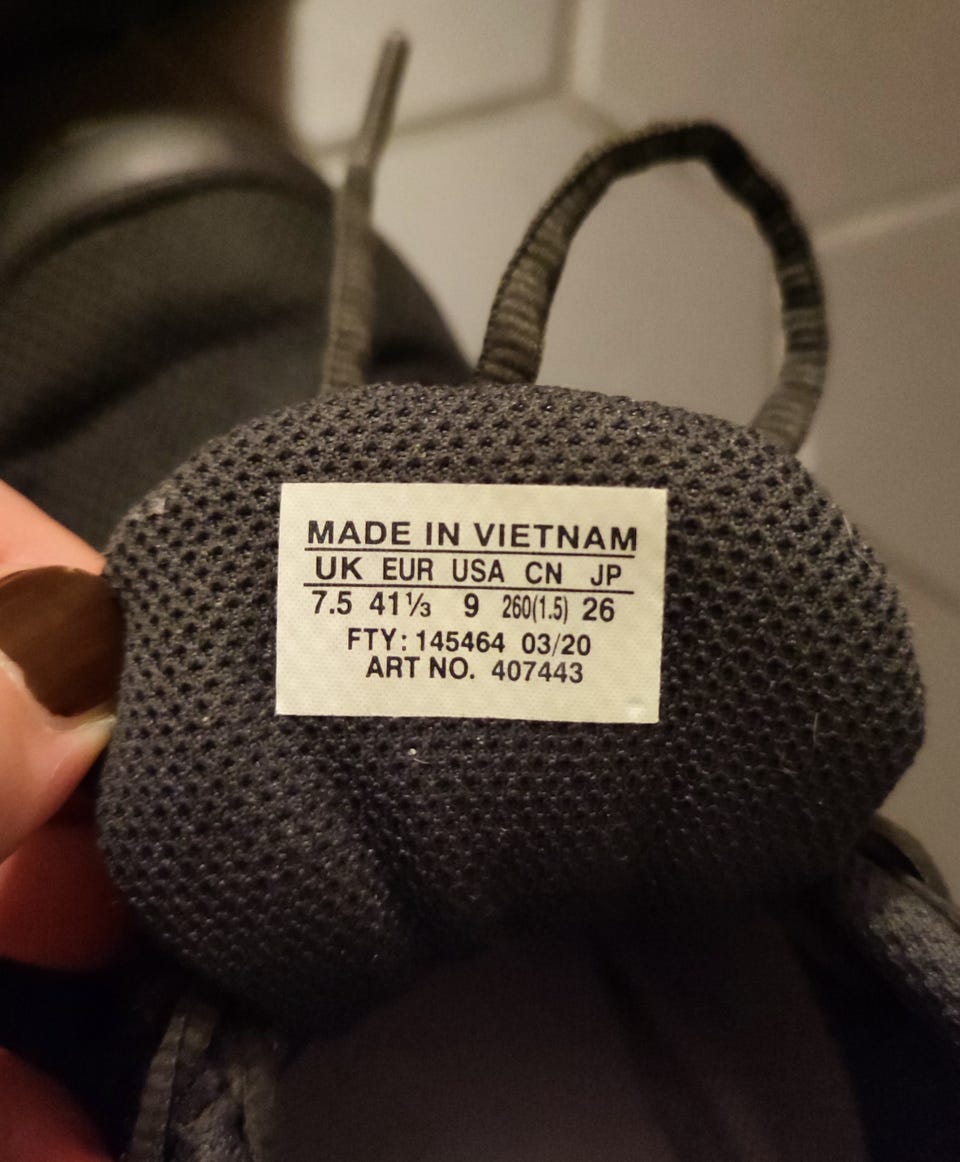 MADE IN VIETNAM
UK EUR USA CN JP
7.5 41⅓ 9 260(1.5) 26
FTY: 145464 03/20
ART NO. 407443